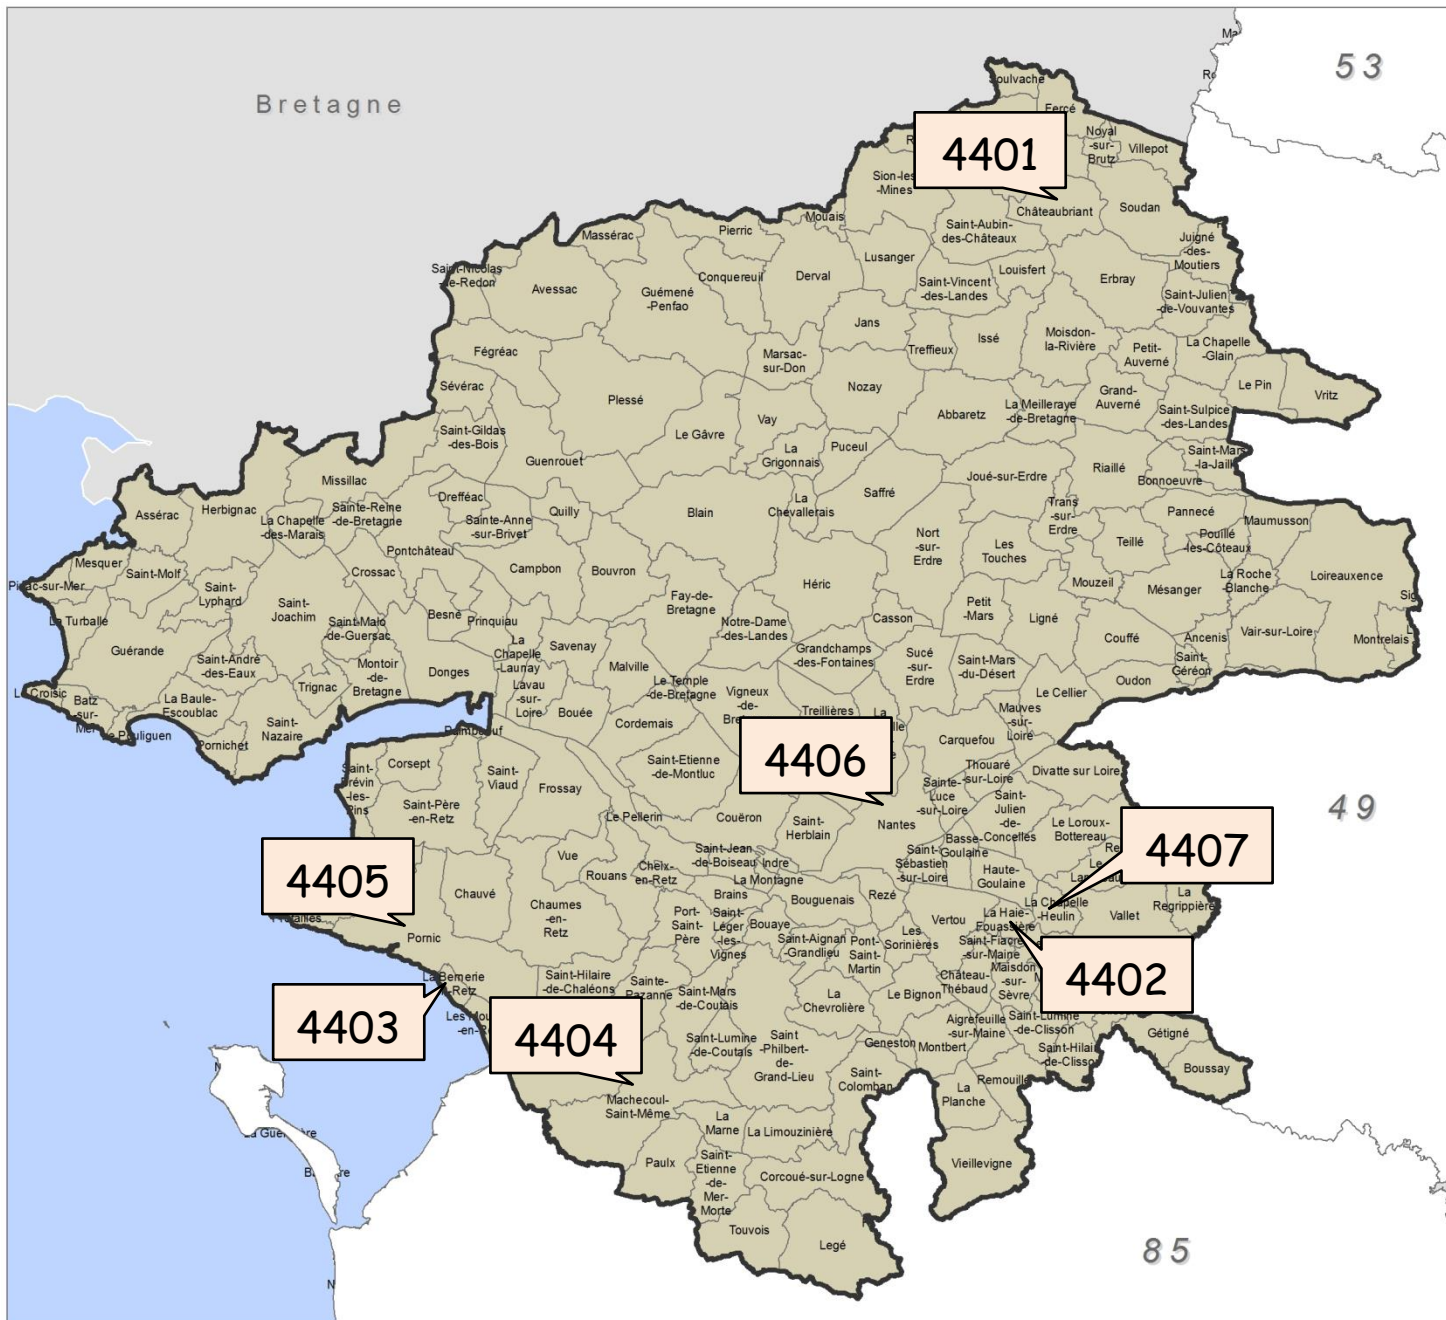 Bretagne
53
49
85
4401
4402
4403
4404
4405
4406
4407
Soulvache
Fercé
Noyal
-sur-
Brutz
Villepot
Sion-les
-Mines
Châteaubriant
Soudan
Saint-Aubin-
des-Châteaux
Mouais
Pierric
Massérac
Saint-Nicolas
-de-Redon
Avessac
Guémené
-Penfao
Conquereuil
Derval
Lusanger
Saint-Vincent
-des-Landes
Louisfert
Erbray
Juigné
-des-
Moutiers
Saint-Julien
-de-Vouvantes
Jans
Treffieux
Issé
Moisdon-
la-Rivière
Petit-
Auverné
La Chapelle
-Glain
Fégréac
Marsac-
sur-Don
Sévérac
Plessé
Nozay
Abbaretz
La Meilleraye
-de-Bretagne
Grand-
Auverné
Saint-Sulpice
-des-Landes
Le Pin
Vritz
Saint-Gildas
-des-Bois
Le Gâvre
Vay
La
Grigonnais
Puceul
Guenrouet
Missillac
Saffré
Joué-sur-Erdre
Riaillé
Bonnoeuvre
Saint-Mars
-la-Jaill
Assérac
Herbignac
La Chapelle
-des-Marais
Sainte-Reine
-de-Bretagne
Drefféac
Sainte-Anne
-sur-Brivet
Quilly
Blain
La
Chevallerais
Nort
-sur-
Erdre
Les
Touches
Trans
-sur-
Erdre
Teillé
Pannecé
Pouillé
-les-Côteaux
Maumusson
Mesquer
Piriac-sur-Mer
Saint-Molf
Saint-
Lyphard
Crossac
Pontchâteau
Campbon
Bouvron
Héric
Mouzeil
Mésanger
La Roche
-Blanche
Loireauxence
La Turballe
Guérande
Saint-
Joachim
Saint-Malo
-de-Guersac
Besné
Prinquiau
La
Chapelle
-Launay
Savenay
Fay-de-
Bretagne
Notre-Dame
-des-Landes
Casson
Petit
-Mars
Ligné
Couffé
Ancenis
Saint-
Géréon
Vair-sur-Loire
Montrelais
Saint-André
-des-Eaux
Trignac
Montoir
-de-
Bretagne
Donges
Lavau
-sur-
Loire
Bouée
Malville
Le Temple
-de-Bretagne
Cordemais
Vigneux
-de-
Grandchamps
-des-Fontaines
Treillières
Sucé
-sur-
Erdre
Saint-Mars
-du-Désert
Le Cellier
Oudon
Mauves
-sur-
Loire
Le Croisic
Batz
-sur-
Mer
Le Pouliguen
La Baule-
Escoublac
Pornichet
Saint-
Nazaire
Paimboeuf
Corsept
Saint-
Brévin
-les-
Pins
Saint-Père
-en-Retz
Saint-
Viaud
Frossay
Saint-Etienne
-de-Montluc
Couëron
Le Pellerin
Saint-
Herblain
Nantes
Carquefou
Thouaré
-sur-Loire
Sainte-
Luce
-sur-Loire
Saint-
Julien
-de-
Concelles
Divatte sur Loire
Le Loroux-
Bottereau
Basse-
Goulaine
Saint-
Sébastien
-sur-Loire
Haute-
Goulaine
Saint-Jean
-de-Boiseau
Indre
La Montagne
Vue
Rouans
Cheix-
en-Retz
Chauvé
Chaumes
-en-
Retz
Brains
Bouguenais
Rezé
Vertou
La Haie-
Fouassière
La Chapelle
-Heulin
Vallet
La
Regrippière
Pornic
Port-
Saint-
Père
Saint-
Léger
-les-
Vignes
Bouaye
Saint-Aignan
-Grandlieu
Pont-
Saint-
Martin
Les
Sorinières
Saint-Fiacre
-sur-Maine
Château-
Thébaud
Maisdon
-sur-
Sèvre
La Bernerie
-Retz
Saint-Hilaire
-de-Chaléons
Sainte-
Pazanne
Saint-Mars
-de-Coutais
La
Chevrolière
Le Bignon
Aigrefeuille
-sur-Maine
Saint-Lumine
-de-Clisson
Gétigné
Boussay
Saint-Lumine
-de-Coutais
Saint
-Philbert-
de-
Grand-Lieu
Geneston
Montbert
Saint-
Colomban
Remouillé
La
Planche
Vieillevigne
Machecoul-
Saint-Même
La
Marne
La Limouzinière
Paulx
Saint-
Etienne
-de-
Mer-
Morte
Corcoué-sur-Logne
Touvois
Legé